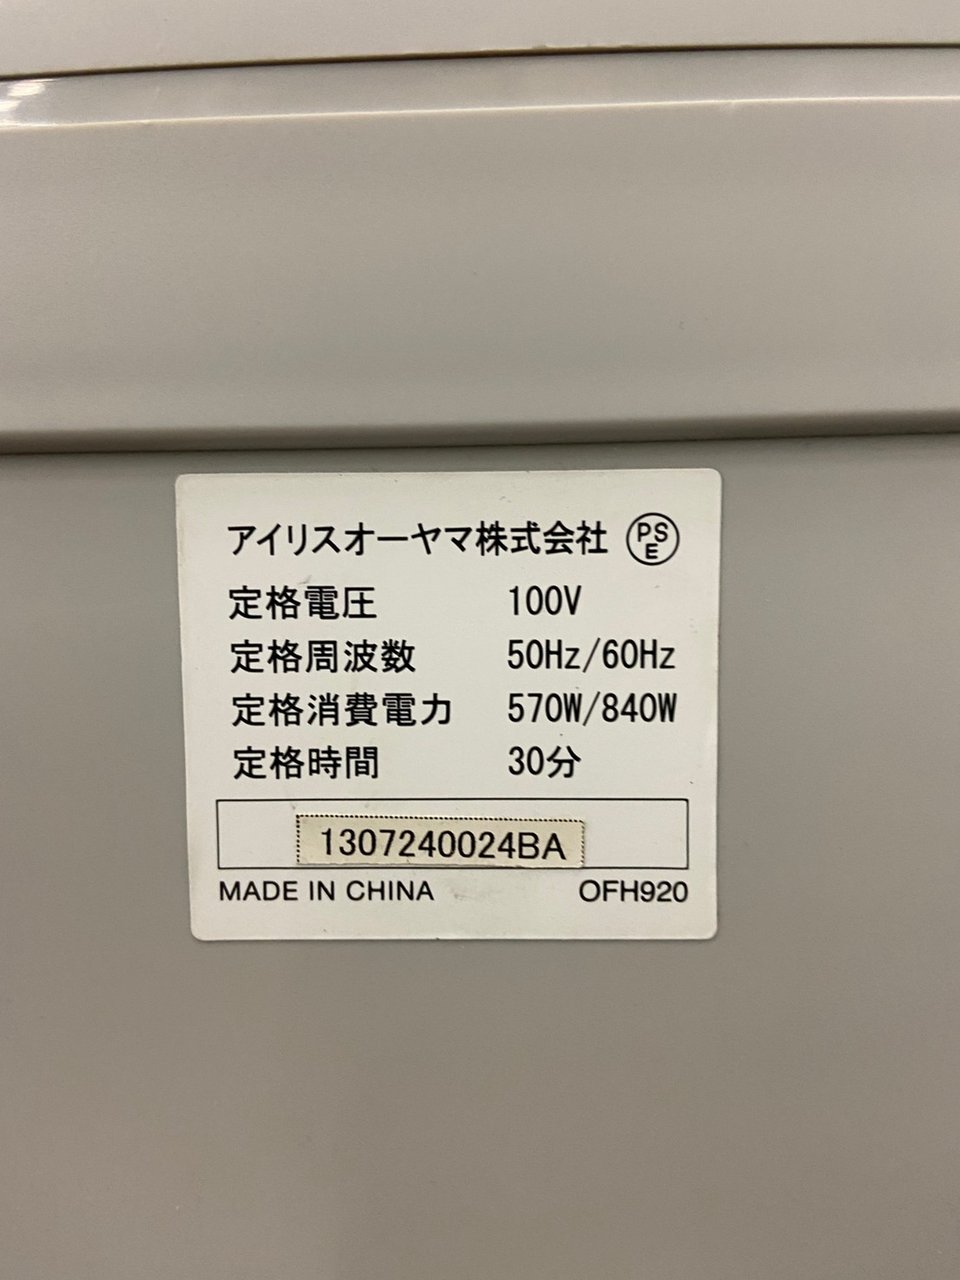 アイリスオーヤマ株式会社 PSE
定格電圧 100V
定格周波数 50Hz/60Hz
定格消費電力 570W/840W
定格時間 30分
1307240024BA
MADE IN CHINA OFH920